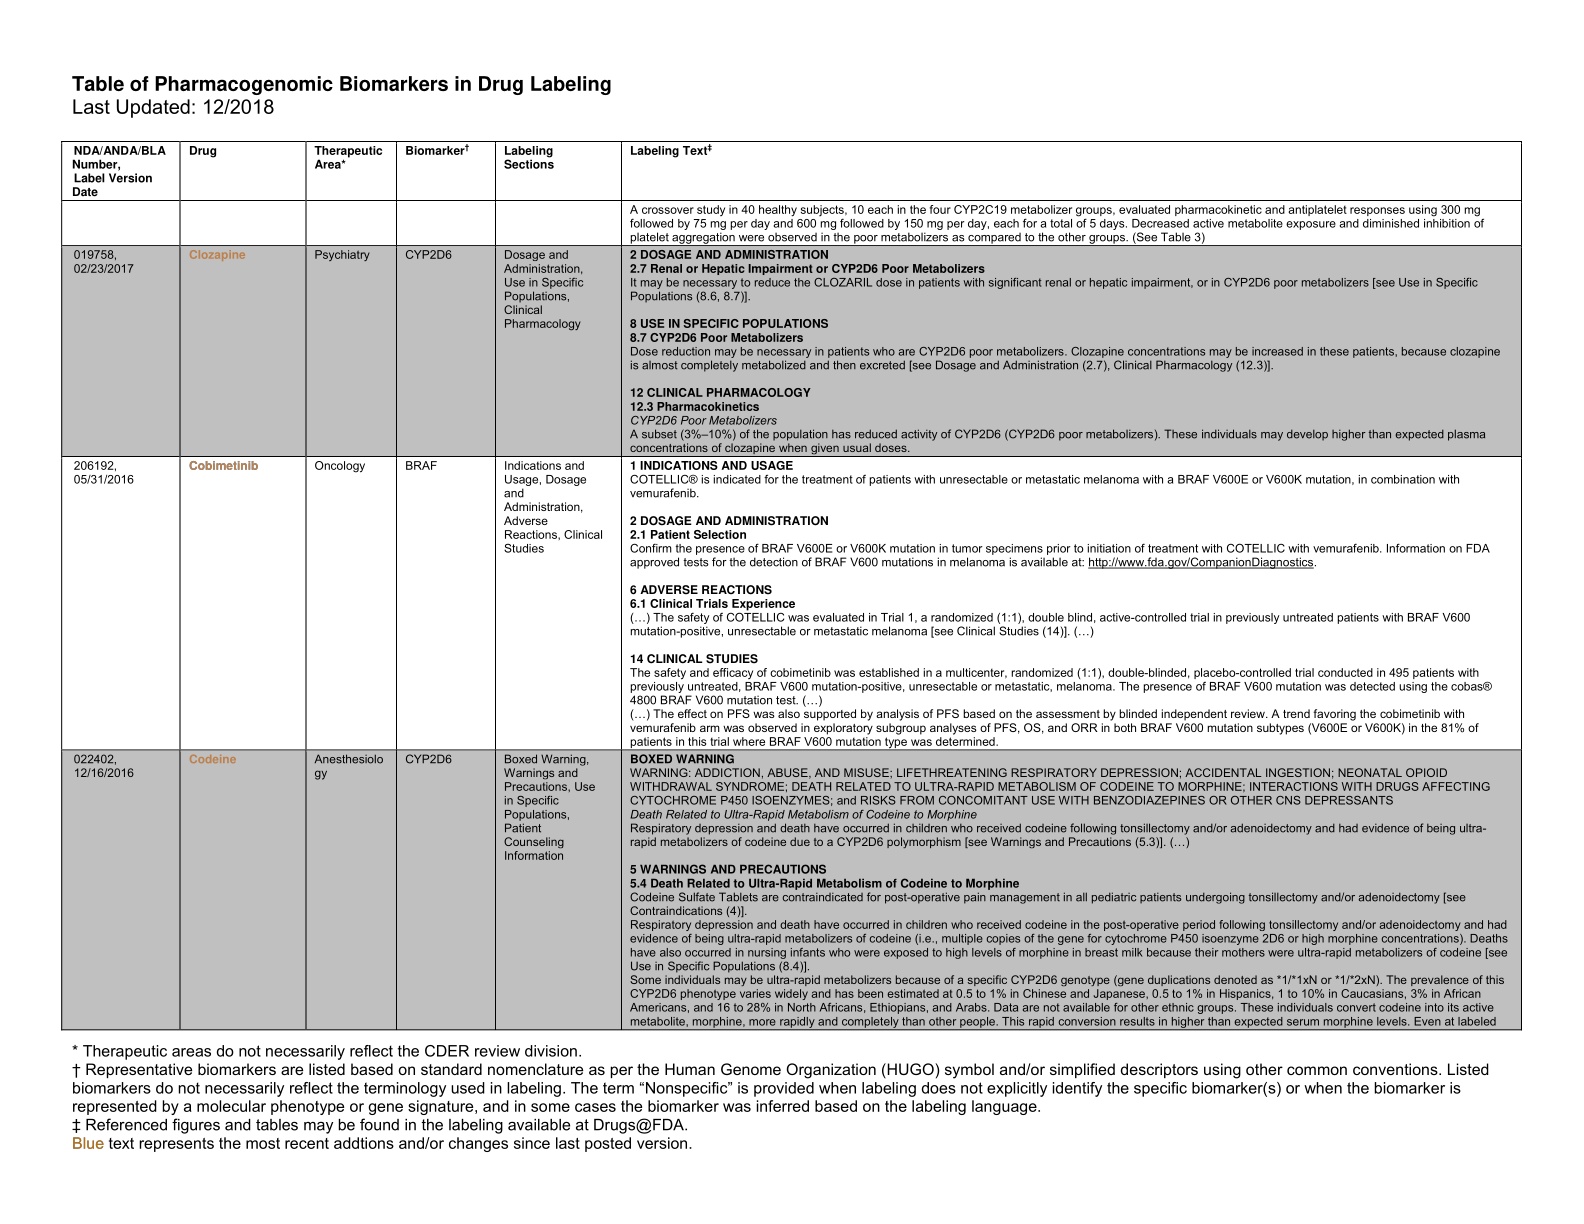 Table of Pharmacogenomic Biomarkers in Drug Labeling
Last Updated: 12/2018
NDA/ANDA/BLA
Number,
Label Version
Date
Drug
Therapeutic
Area*
Biomarker†
Labeling
Sections
Labeling Text‡
A crossover study in 40 healthy subjects, 10 each in the four CYP2C19 metabolizer groups, evaluated pharmacokinetic and antiplatelet responses using 300 mg
followed by 75 mg per day and 600 mg followed by 150 mg per day, each for a total of 5 days. Decreased active metabolite exposure and diminished inhibition of
platelet aggregation were observed in the poor metabolizers as compared to the other groups. (See Table 3)
019758,
02/23/2017
Clozapine
Psychiatry
CYP2D6
Dosage and
Administration,
Use in Specific
Populations,
Clinical
Pharmacology
2 DOSAGE AND ADMINISTRATION
2.7 Renal or Hepatic Impairment or CYP2D6 Poor Metabolizers
It may be necessary to reduce the CLOZARIL dose in patients with significant renal or hepatic impairment, or in CYP2D6 poor metabolizers [see Use in Specific
Populations (8.6, 8.7)].
8 USE IN SPECIFIC POPULATIONS
8.7 CYP2D6 Poor Metabolizers
Dose reduction may be necessary in patients who are CYP2D6 poor metabolizers. Clozapine concentrations may be increased in these patients, because clozapine
is almost completely metabolized and then excreted [see Dosage and Administration (2.7), Clinical Pharmacology (12.3)].
12 CLINICAL PHARMACOLOGY
12.3 Pharmacokinetics
CYP2D6 Poor Metabolizers
A subset (3%–10%) of the population has reduced activity of CYP2D6 (CYP2D6 poor metabolizers). These individuals may develop higher than expected plasma
concentrations of clozapine when given usual doses.
206192,
05/31/2016
Cobimetinib
Oncology
BRAF
Indications and
Usage, Dosage
and
Administration,
Adverse
Reactions, Clinical
Studies
1 INDICATIONS AND USAGE
COTELLIC® is indicated for the treatment of patients with unresectable or metastatic melanoma with a BRAF V600E or V600K mutation, in combination with
vemurafenib.
2 DOSAGE AND ADMINISTRATION
2.1 Patient Selection
Confirm the presence of BRAF V600E or V600K mutation in tumor specimens prior to initiation of treatment with COTELLIC with vemurafenib. Information on FDA
approved tests for the detection of BRAF V600 mutations in melanoma is available at: http://www.fda.gov/CompanionDiagnostics.
6 ADVERSE REACTIONS
6.1 Clinical Trials Experience
(…) The safety of COTELLIC was evaluated in Trial 1, a randomized (1:1), double blind, active-controlled trial in previously untreated patients with BRAF V600
mutation-positive, unresectable or metastatic melanoma [see Clinical Studies (14)]. (…)
14 CLINICAL STUDIES
The safety and efficacy of cobimetinib was established in a multicenter, randomized (1:1), double-blinded, placebo-controlled trial conducted in 495 patients with
previously untreated, BRAF V600 mutation-positive, unresectable or metastatic, melanoma. The presence of BRAF V600 mutation was detected using the cobas®
4800 BRAF V600 mutation test. (…)
(…) The effect on PFS was also supported by analysis of PFS based on the assessment by blinded independent review. A trend favoring the cobimetinib with
vemurafenib arm was observed in exploratory subgroup analyses of PFS, OS, and ORR in both BRAF V600 mutation subtypes (V600E or V600K) in the 81% of
patients in this trial where BRAF V600 mutation type was determined.
022402,
12/16/2016
Codeine
Anesthesiolo
gy
CYP2D6
Boxed Warning,
Warnings and
Precautions, Use
in Specific
Populations,
Patient
Counseling
Information
BOXED WARNING
WARNING: ADDICTION, ABUSE, AND MISUSE; LIFETHREATENING RESPIRATORY DEPRESSION; ACCIDENTAL INGESTION; NEONATAL OPIOID
WITHDRAWAL SYNDROME; DEATH RELATED TO ULTRA-RAPID METABOLISM OF CODEINE TO MORPHINE; INTERACTIONS WITH DRUGS AFFECTING
CYTOCHROME P450 ISOENZYMES; and RISKS FROM CONCOMITANT USE WITH BENZODIAZEPINES OR OTHER CNS DEPRESSANTS
Death Related to Ultra-Rapid Metabolism of Codeine to Morphine
Respiratory depression and death have occurred in children who received codeine following tonsillectomy and/or adenoidectomy and had evidence of being ultra-
rapid metabolizers of codeine due to a CYP2D6 polymorphism [see Warnings and Precautions (5.3)]. (…)
5 WARNINGS AND PRECAUTIONS
5.4 Death Related to Ultra-Rapid Metabolism of Codeine to Morphine
Codeine Sulfate Tablets are contraindicated for post-operative pain management in all pediatric patients undergoing tonsillectomy and/or adenoidectomy [see
Contraindications (4)].
Respiratory depression and death have occurred in children who received codeine in the post-operative period following tonsillectomy and/or adenoidectomy and had
evidence of being ultra-rapid metabolizers of codeine (i.e., multiple copies of the gene for cytochrome P450 isoenzyme 2D6 or high morphine concentrations). Deaths
have also occurred in nursing infants who were exposed to high levels of morphine in breast milk because their mothers were ultra-rapid metabolizers of codeine [see
Use in Specific Populations (8.4)].
Some individuals may be ultra-rapid metabolizers because of a specific CYP2D6 genotype (gene duplications denoted as *1/*1xN or *1/*2xN). The prevalence of this
CYP2D6 phenotype varies widely and has been estimated at 0.5 to 1% in Chinese and Japanese, 0.5 to 1% in Hispanics, 1 to 10% in Caucasians, 3% in African
Americans, and 16 to 28% in North Africans, Ethiopians, and Arabs. Data are not available for other ethnic groups. These individuals convert codeine into its active
metabolite, morphine, more rapidly and completely than other people. This rapid conversion results in higher than expected serum morphine levels. Even at labeled
* Therapeutic areas do not necessarily reflect the CDER review division.
† Representative biomarkers are listed based on standard nomenclature as per the Human Genome Organization (HUGO) symbol and/or simplified descriptors using other common conventions. Listed
biomarkers do not necessarily reflect the terminology used in labeling. The term “Nonspecific” is provided when labeling does not explicitly identify the specific biomarker(s) or when the biomarker is
represented by a molecular phenotype or gene signature, and in some cases the biomarker was inferred based on the labeling language.
‡ Referenced figures and tables may be found in the labeling available at Drugs@FDA.
Blue text represents the most recent addtions and/or changes since last posted version.